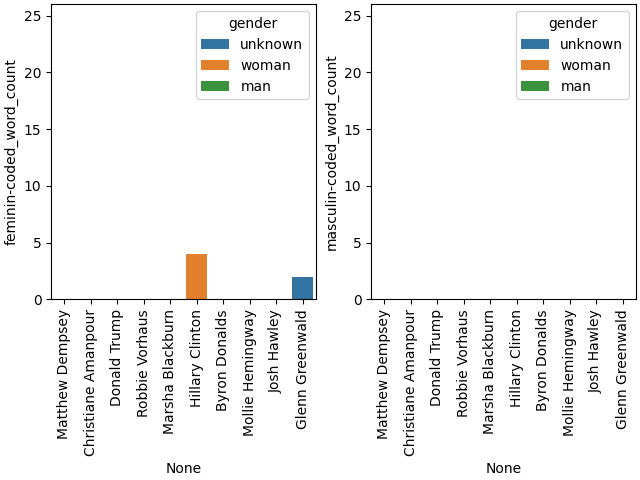 feminin-coded_word_count
25
20
15
10
5
0
gender
unknown
woman
man
Matthew Dempsey
Christiane Amanpour
Donald Trump
Robbie Vorhaus
Marsha Blackburn
Hillary Clinton
Byron Donalds
Mollie Hemingway
Josh Hawley
Glenn Greenwald
None
masculin-coded_word_count
25
20
15
10
5
0
gender
unknown
woman
man
Matthew Dempsey
Christiane Amanpour
Donald Trump
Robbie Vorhaus
Marsha Blackburn
Hillary Clinton
Byron Donalds
Mollie Hemingway
Josh Hawley
Glenn Greenwald
None